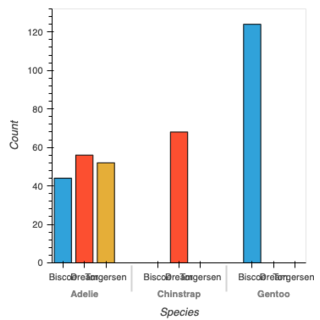 120
100
80
60
40
20
0
Count
Biscoe Dream Torgersen Biscoe Dream Torgersen Biscoe Dream Torgersen
Adelie Chinstrap Gentoo
Species